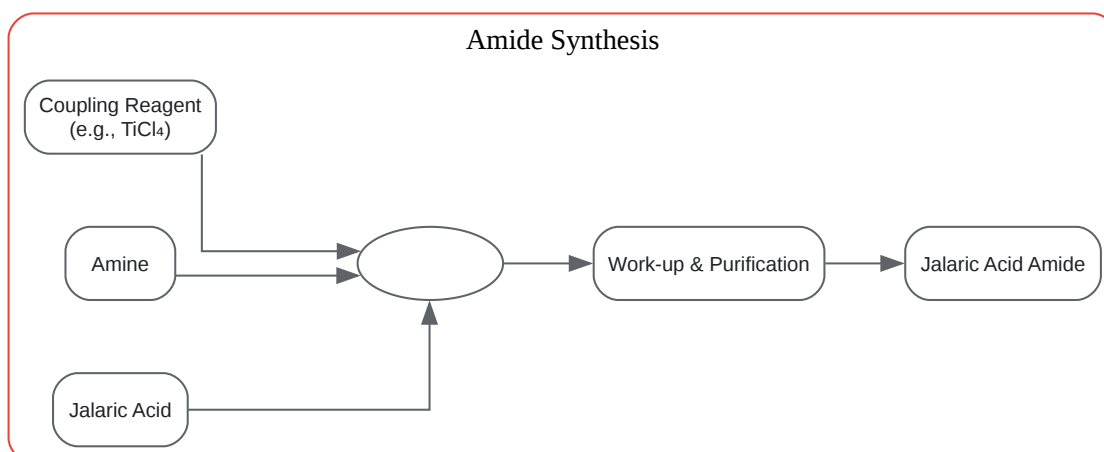 Amide Synthesis
Coupling Reagent
(e.g., TiCl₄)
Amine
Work-up & Purification
Jalaric Acid Amide
Jalaric Acid